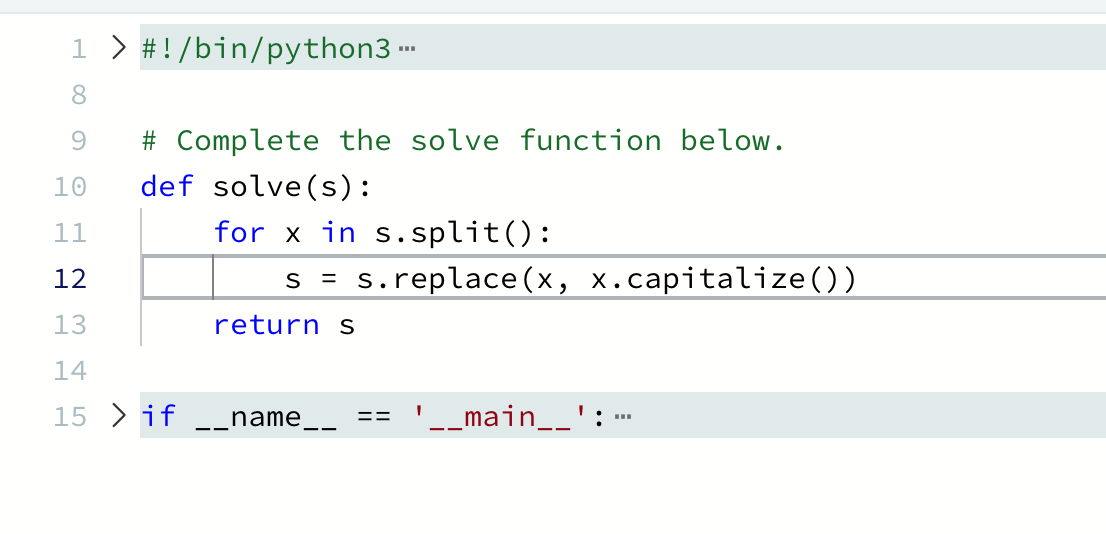 1 > #!/bin/python3 ⋯
8
9 # Complete the solve function below.
10 def solve(s):
11     for x in s.split():
12         s = s.replace(x, x.capitalize())
13     return s
14
15 > if __name__ == '__main__': ⋯